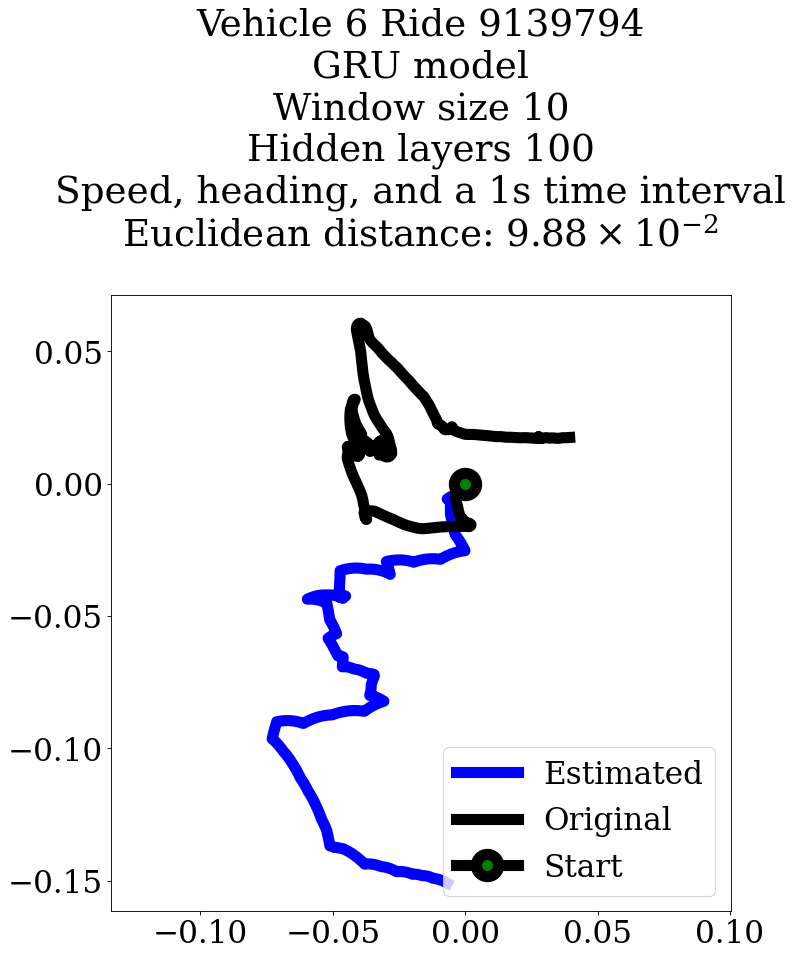 Vehicle 6 Ride 9139794
GRU model
Window size 10
Hidden layers 100
Speed, heading, and a 1s time interval
Euclidean distance: 9.88 × 10⁻²
0.05
0.00
−0.05
−0.10
−0.15
Estimated
Original
Start
−0.10 −0.05 0.00 0.05 0.10